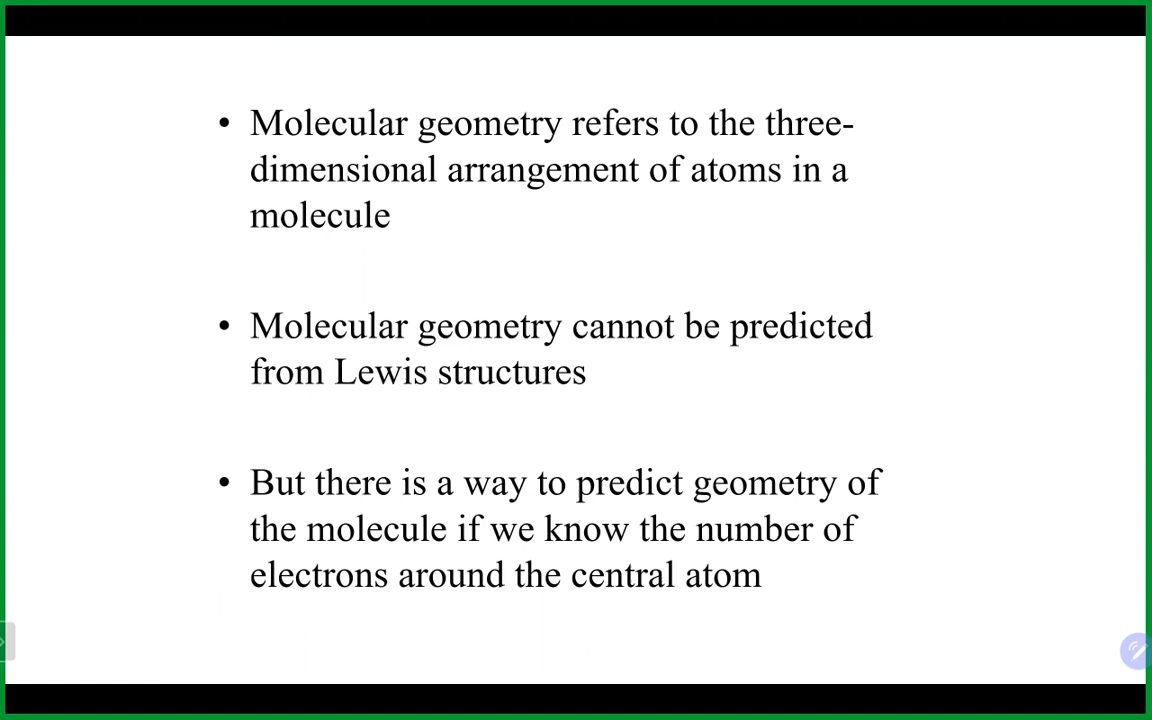 • Molecular geometry refers to the three-
dimensional arrangement of atoms in a
molecule
• Molecular geometry cannot be predicted
from Lewis structures
• But there is a way to predict geometry of
the molecule if we know the number of
electrons around the central atom